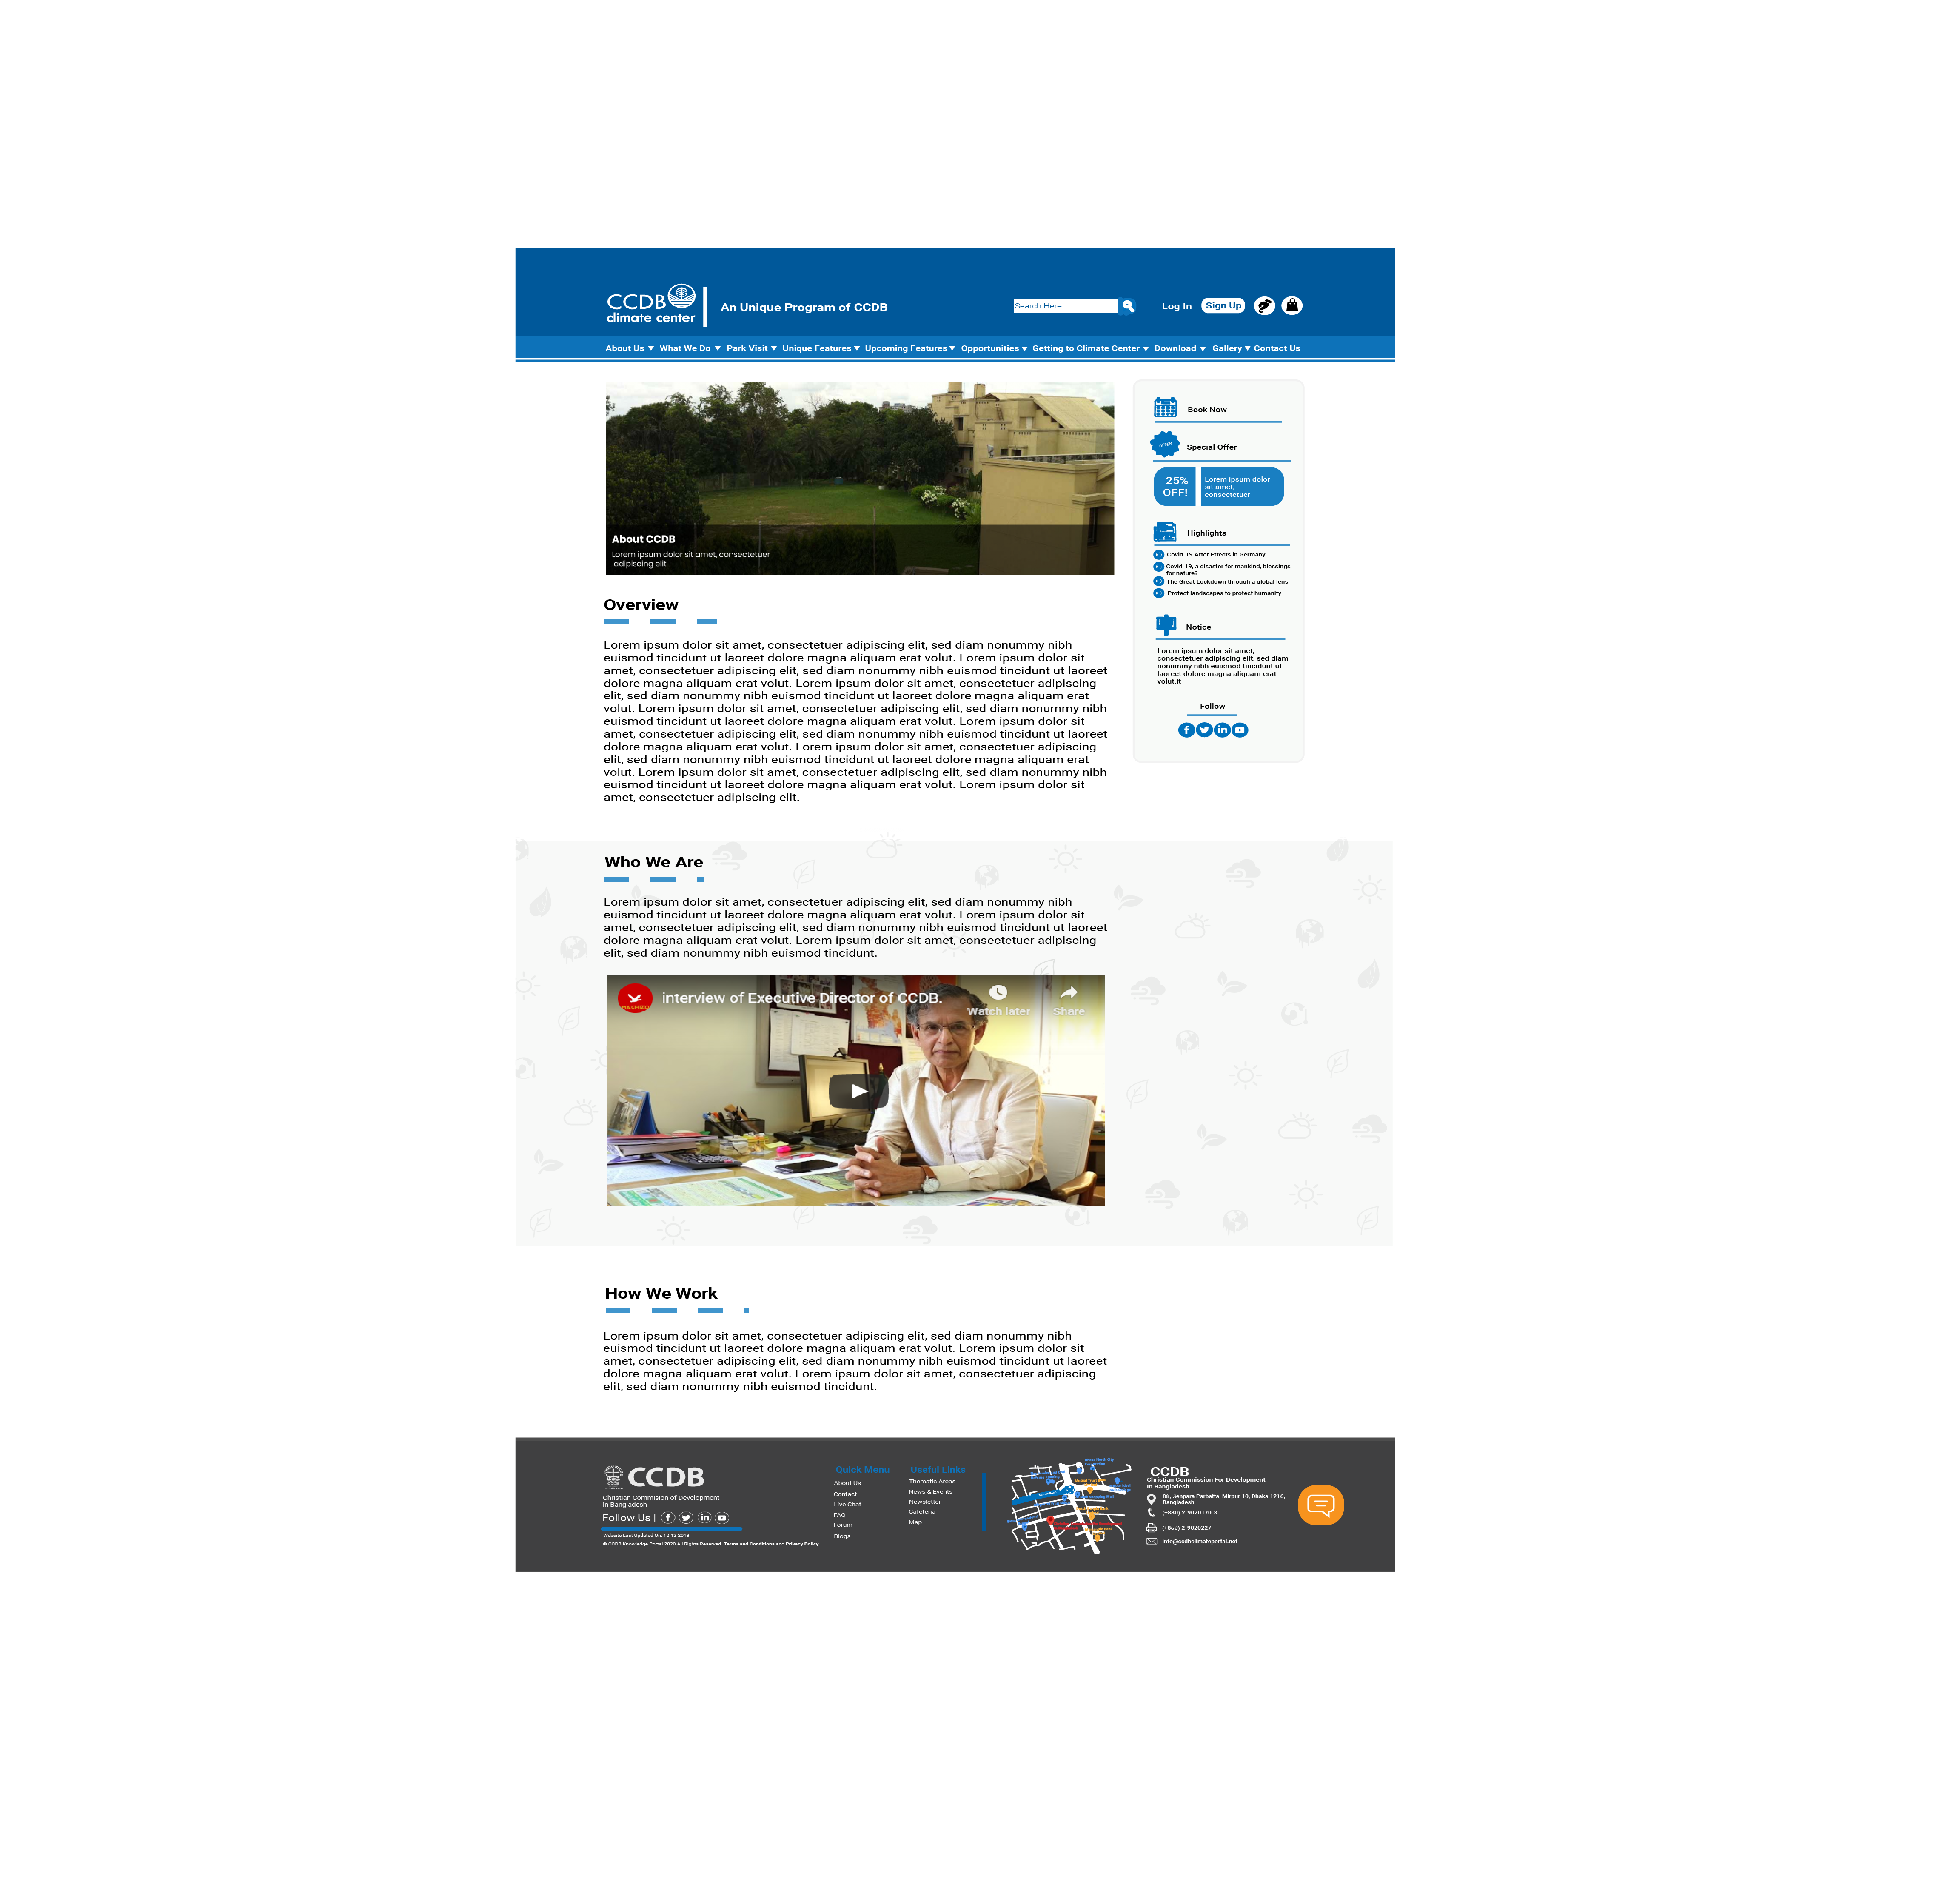 CCDB
climate center
An Unique Program of CCDB
Search Here
Log In
Sign Up
About Us What We Do Park Visit Unique Features Upcoming Features Opportunities Getting to Climate Center Download Gallery Contact Us
About CCDB
Lorem ipsum dolor sit amet, consectetuer
adipiscing elit
Overview
Lorem ipsum dolor sit amet, consectetuer adipiscing elit, sed diam nonummy nibh
euismod tincidunt ut laoreet dolore magna aliquam erat volut. Lorem ipsum dolor sit
amet, consectetuer adipiscing elit, sed diam nonummy nibh euismod tincidunt ut laoreet
dolore magna aliquam erat volut. Lorem ipsum dolor sit amet, consectetuer adipiscing
elit, sed diam nonummy nibh euismod tincidunt ut laoreet dolore magna aliquam erat
volut. Lorem ipsum dolor sit amet, consectetuer adipiscing elit, sed diam nonummy nibh
euismod tincidunt ut laoreet dolore magna aliquam erat volut. Lorem ipsum dolor sit
amet, consectetuer adipiscing elit, sed diam nonummy nibh euismod tincidunt ut laoreet
dolore magna aliquam erat volut. Lorem ipsum dolor sit amet, consectetuer adipiscing
elit, sed diam nonummy nibh euismod tincidunt ut laoreet dolore magna aliquam erat
volut. Lorem ipsum dolor sit amet, consectetuer adipiscing elit, sed diam nonummy nibh
euismod tincidunt ut laoreet dolore magna aliquam erat volut. Lorem ipsum dolor sit
amet, consectetuer adipiscing elit.
Book Now
OFFER
Special Offer
25%
OFF!
Lorem ipsum dolor
sit amet,
consectetuer
Highlights
Covid-19 After Effects in Germany
Covid-19, a disaster for mankind, blessings
for nature?
The Great Lockdown through a global lens
Protect landscapes to protect humanity
Notice
Lorem ipsum dolor sit amet,
consectetuer adipiscing elit, sed diam
nonummy nibh euismod tincidunt ut
laoreet dolore magna aliquam erat
volut.it
Follow
Who We Are
Lorem ipsum dolor sit amet, consectetuer adipiscing elit, sed diam nonummy nibh
euismod tincidunt ut laoreet dolore magna aliquam erat volut. Lorem ipsum dolor sit
amet, consectetuer adipiscing elit, sed diam nonummy nibh euismod tincidunt ut laoreet
dolore magna aliquam erat volut. Lorem ipsum dolor sit amet, consectetuer adipiscing
elit, sed diam nonummy nibh euismod tincidunt.
interview of Executive Director of CCDB.
Watch later
Share
How We Work
Lorem ipsum dolor sit amet, consectetuer adipiscing elit, sed diam nonummy nibh
euismod tincidunt ut laoreet dolore magna aliquam erat volut. Lorem ipsum dolor sit
amet, consectetuer adipiscing elit, sed diam nonummy nibh euismod tincidunt ut laoreet
dolore magna aliquam erat volut. Lorem ipsum dolor sit amet, consectetuer adipiscing
elit, sed diam nonummy nibh euismod tincidunt.
CCDB
Christian Commission of Development
in Bangladesh
Follow Us |
Website Last Updated On: 12-12-2018
© CCDB Knowledge Portal 2020 All Rights Reserved. Terms and Conditions and Privacy Policy.
Quick Menu
About Us
Contact
Live Chat
FAQ
Forum
Blogs
Useful Links
Thematic Areas
News & Events
Newsletter
Cafeteria
Map
CCDB
Christian Commission For Development
In Bangladesh
88, Jenpara Parbatta, Mirpur 10, Dhaka 1216,
Bangladesh
(+880) 2-9020170-3
(+880) 2-9020227
info@ccdbclimateportal.net